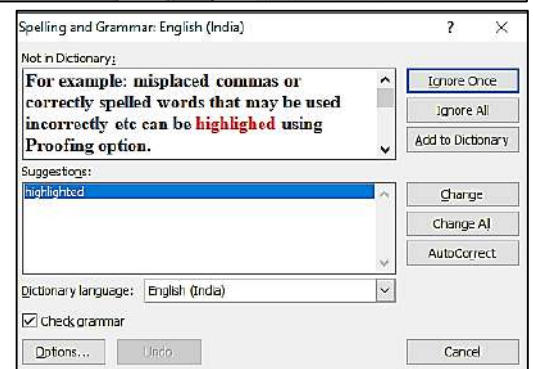 Spelling and Grammar: English (India) ? ×
Not in Dictionary:
For example: misplaced commas or
correctly spelled words that may be used
incorrectly etc can be highlighed using
Proofing option.
Ignore Once
Ignore All
Add to Dictionary
Suggestions:
highlighted
Change
Change All
AutoCorrect
Dictionary language: English (India)
Check grammar
Options... Undo Cancel